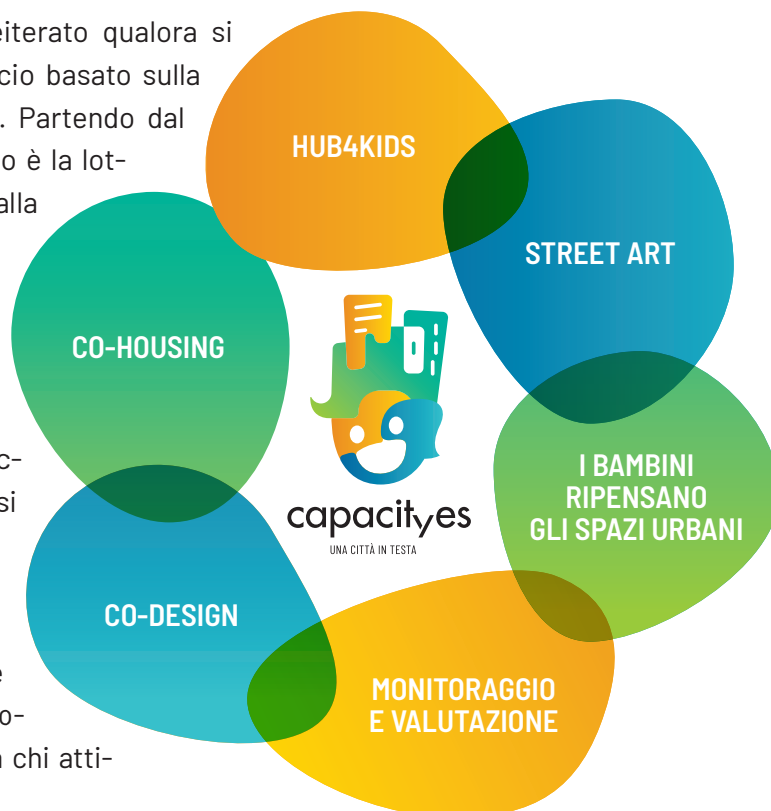 eiterato qualora si
cio basato sulla
. Partendo dal
o è la lot-
alla
c-
si
e
o-
chi atti-
HUB4KIDS
STREET ART
CO-HOUSING
I BAMBINI
RIPENSANO
GLI SPAZI URBANI
capacityes
UNA CITTÀ IN TESTA
CO-DESIGN
MONITORAGGIO
E VALUTAZIONE